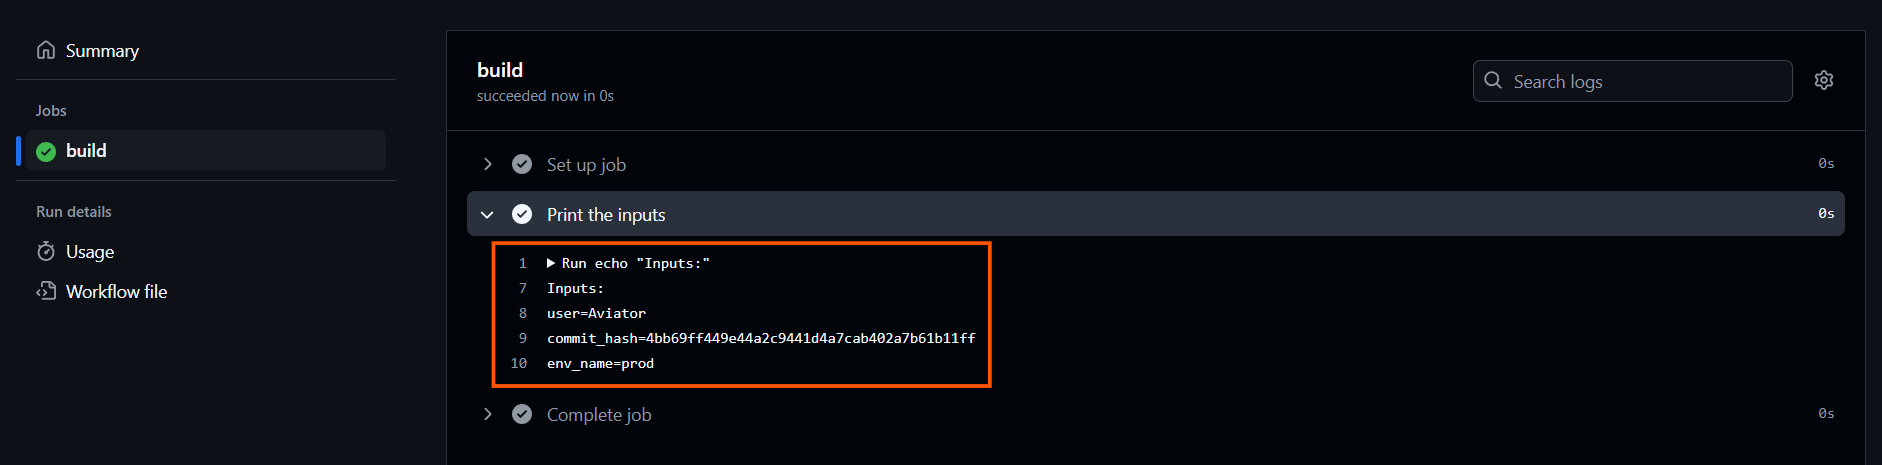 Summary
Jobs
build
Run details
Usage
Workflow file
build
succeeded now in 0s
Search logs
Set up job 0s
Print the inputs 0s
1 Run echo "Inputs:"
7 Inputs:
8 user=Aviator
9 commit_hash=4bb69ff449e44a2c9441d4a7cab402a7b61b11ff
10 env_name=prod
Complete job 0s